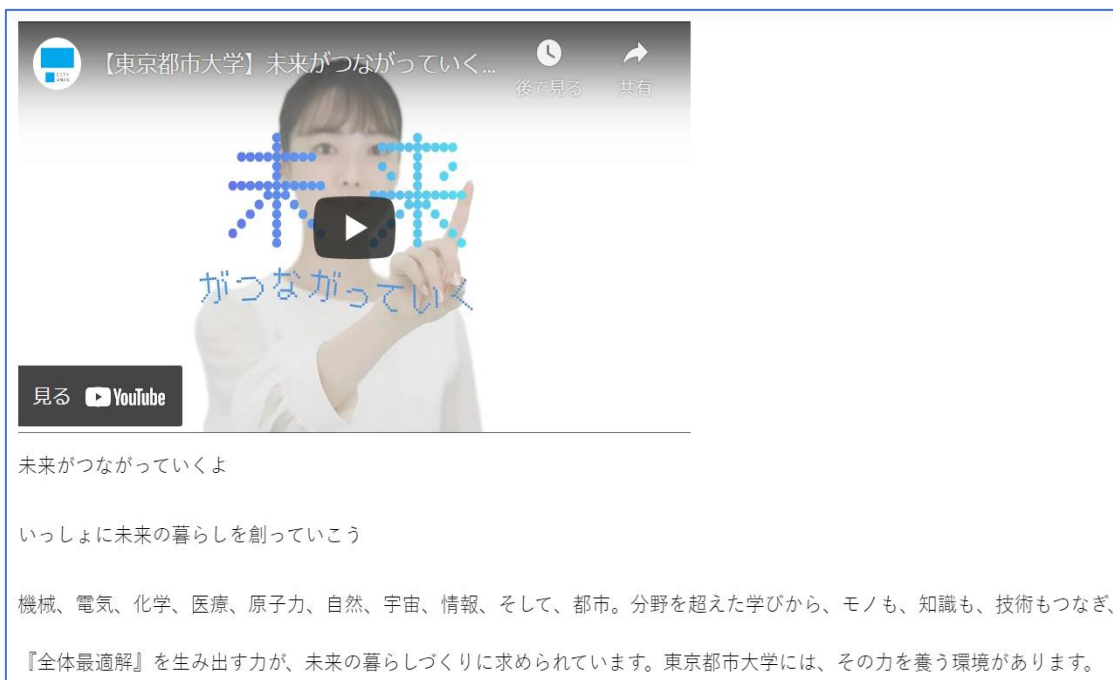 CITY
UNIV.
【東京都市大学】未来がつながっていく...
後で見る
共有
未来
がつながっていく
見る YouTube
未来がつながっていくよ
いっしょに未来の暮らしを創っていこう
機械、電気、化学、医療、原子力、自然、宇宙、情報、そして、都市。分野を超えた学びから、モノも、知識も、技術もつなぎ、
『全体最適解』を生み出す力が、未来の暮らしづくりに求められています。東京都市大学には、その力を養う環境があります。